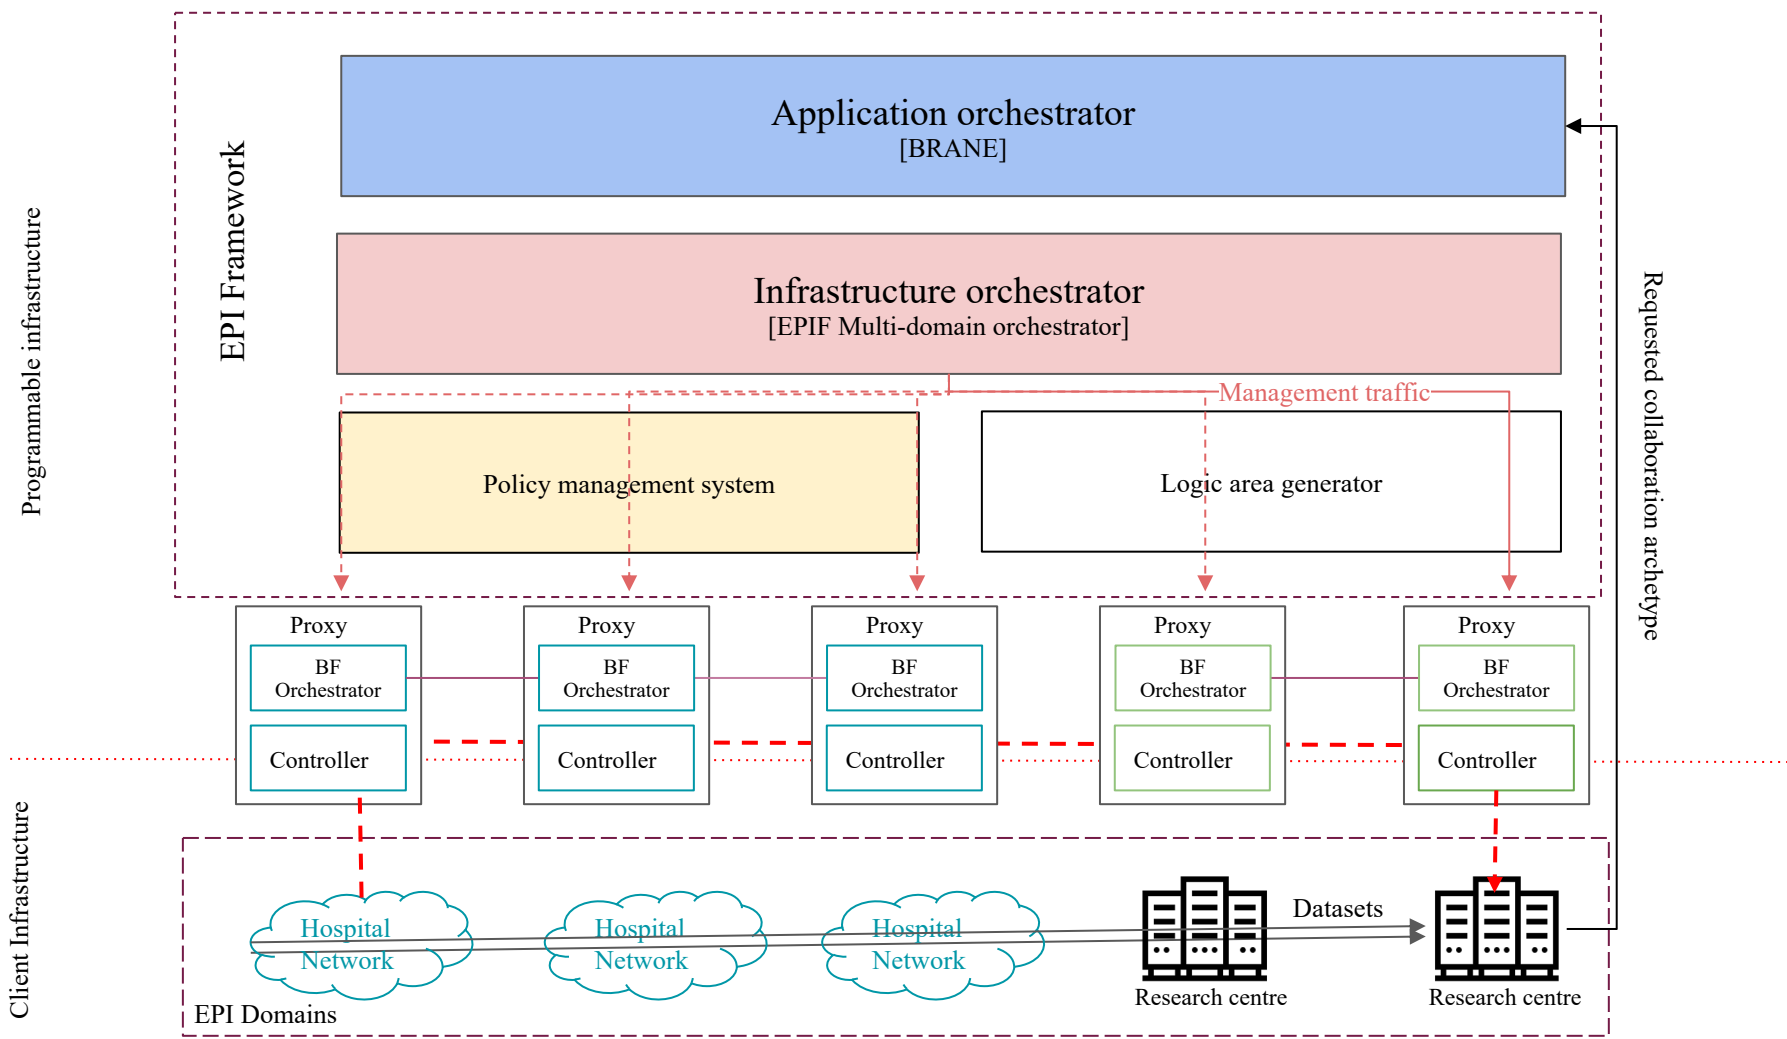 Application orchestrator
[BRANE]
EPI Framework
Programmable infrastructure
Infrastructure orchestrator
[EPIF Multi-domain orchestrator]
Management traffic
Requested collaboration archetype
Policy management system
Logic area generator
Proxy
BF
Orchestrator
Controller
Proxy
BF
Orchestrator
Controller
Proxy
BF
Orchestrator
Controller
Proxy
BF
Orchestrator
Controller
Proxy
BF
Orchestrator
Controller
Client Infrastructure
Hospital
Network
Hospital
Network
Hospital
Network
Datasets
Research centre
Research centre
EPI Domains